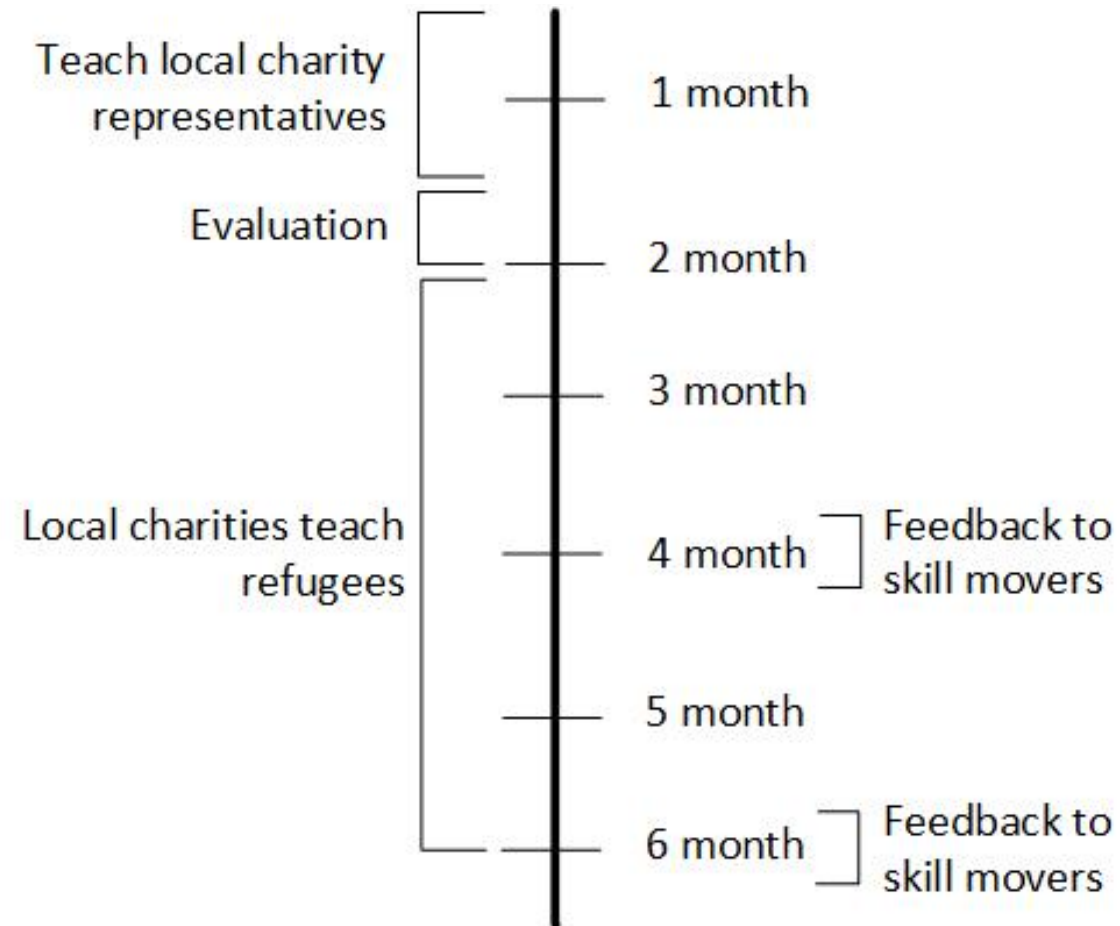 Teach local charity
representatives
1 month
Evaluation
2 month
3 month
Local charities teach
refugees
4 month
Feedback to
skill movers
5 month
6 month
Feedback to
skill movers